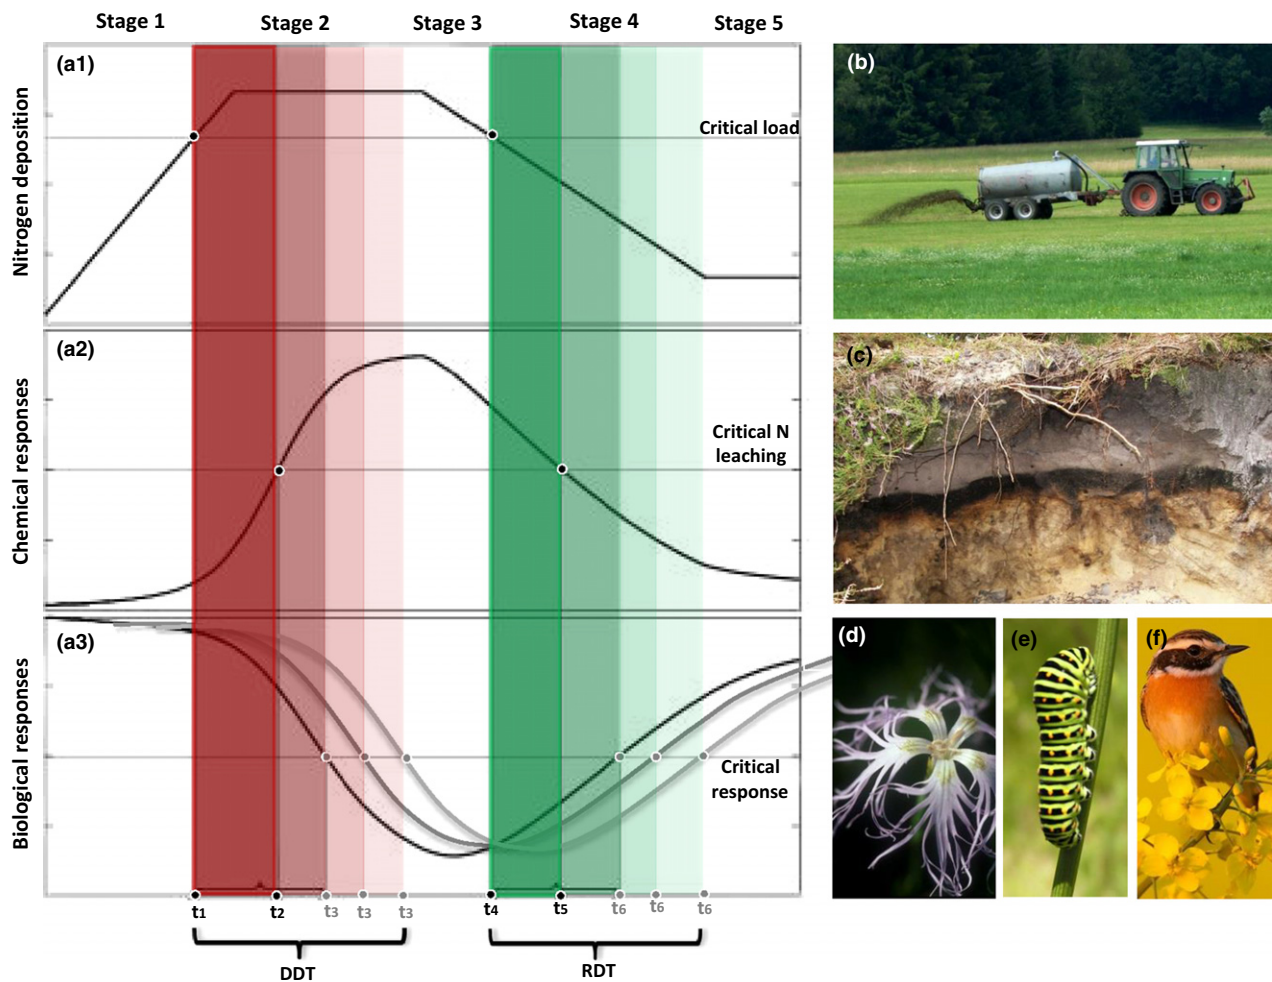 Stage 1
Stage 2
Stage 3
Stage 4
Stage 5
(a1)
Nitrogen deposition
Critical load
(b)
(a2)
Chemical responses
Critical N
leaching
(c)
(a3)
Biological responses
Critical
response
(d)
(e)
(f)
t1
t2
t3
t3
t3
t4
t5
t6
t6
t6
DDT
RDT